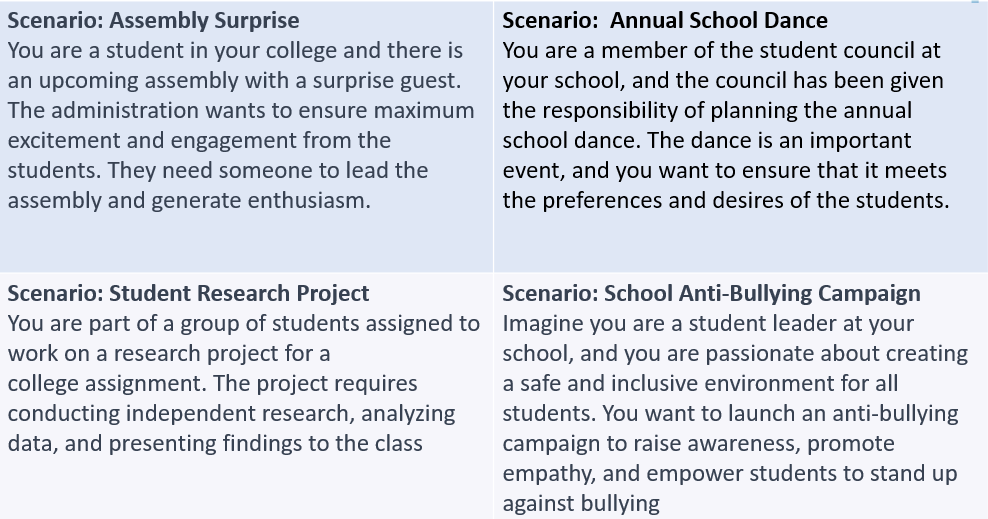 Scenario: Assembly Surprise
You are a student in your college and there is
an upcoming assembly with a surprise guest.
The administration wants to ensure maximum
excitement and engagement from the
students. They need someone to lead the
assembly and generate enthusiasm.
Scenario:  Annual School Dance
You are a member of the student council at
your school, and the council has been given
the responsibility of planning the annual
school dance. The dance is an important
event, and you want to ensure that it meets
the preferences and desires of the students.
Scenario: Student Research Project
You are part of a group of students assigned to
work on a research project for a
college assignment. The project requires
conducting independent research, analyzing
data, and presenting findings to the class
Scenario: School Anti-Bullying Campaign
Imagine you are a student leader at your
school, and you are passionate about creating
a safe and inclusive environment for all
students. You want to launch an anti-bullying
campaign to raise awareness, promote
empathy, and empower students to stand up
against bullying